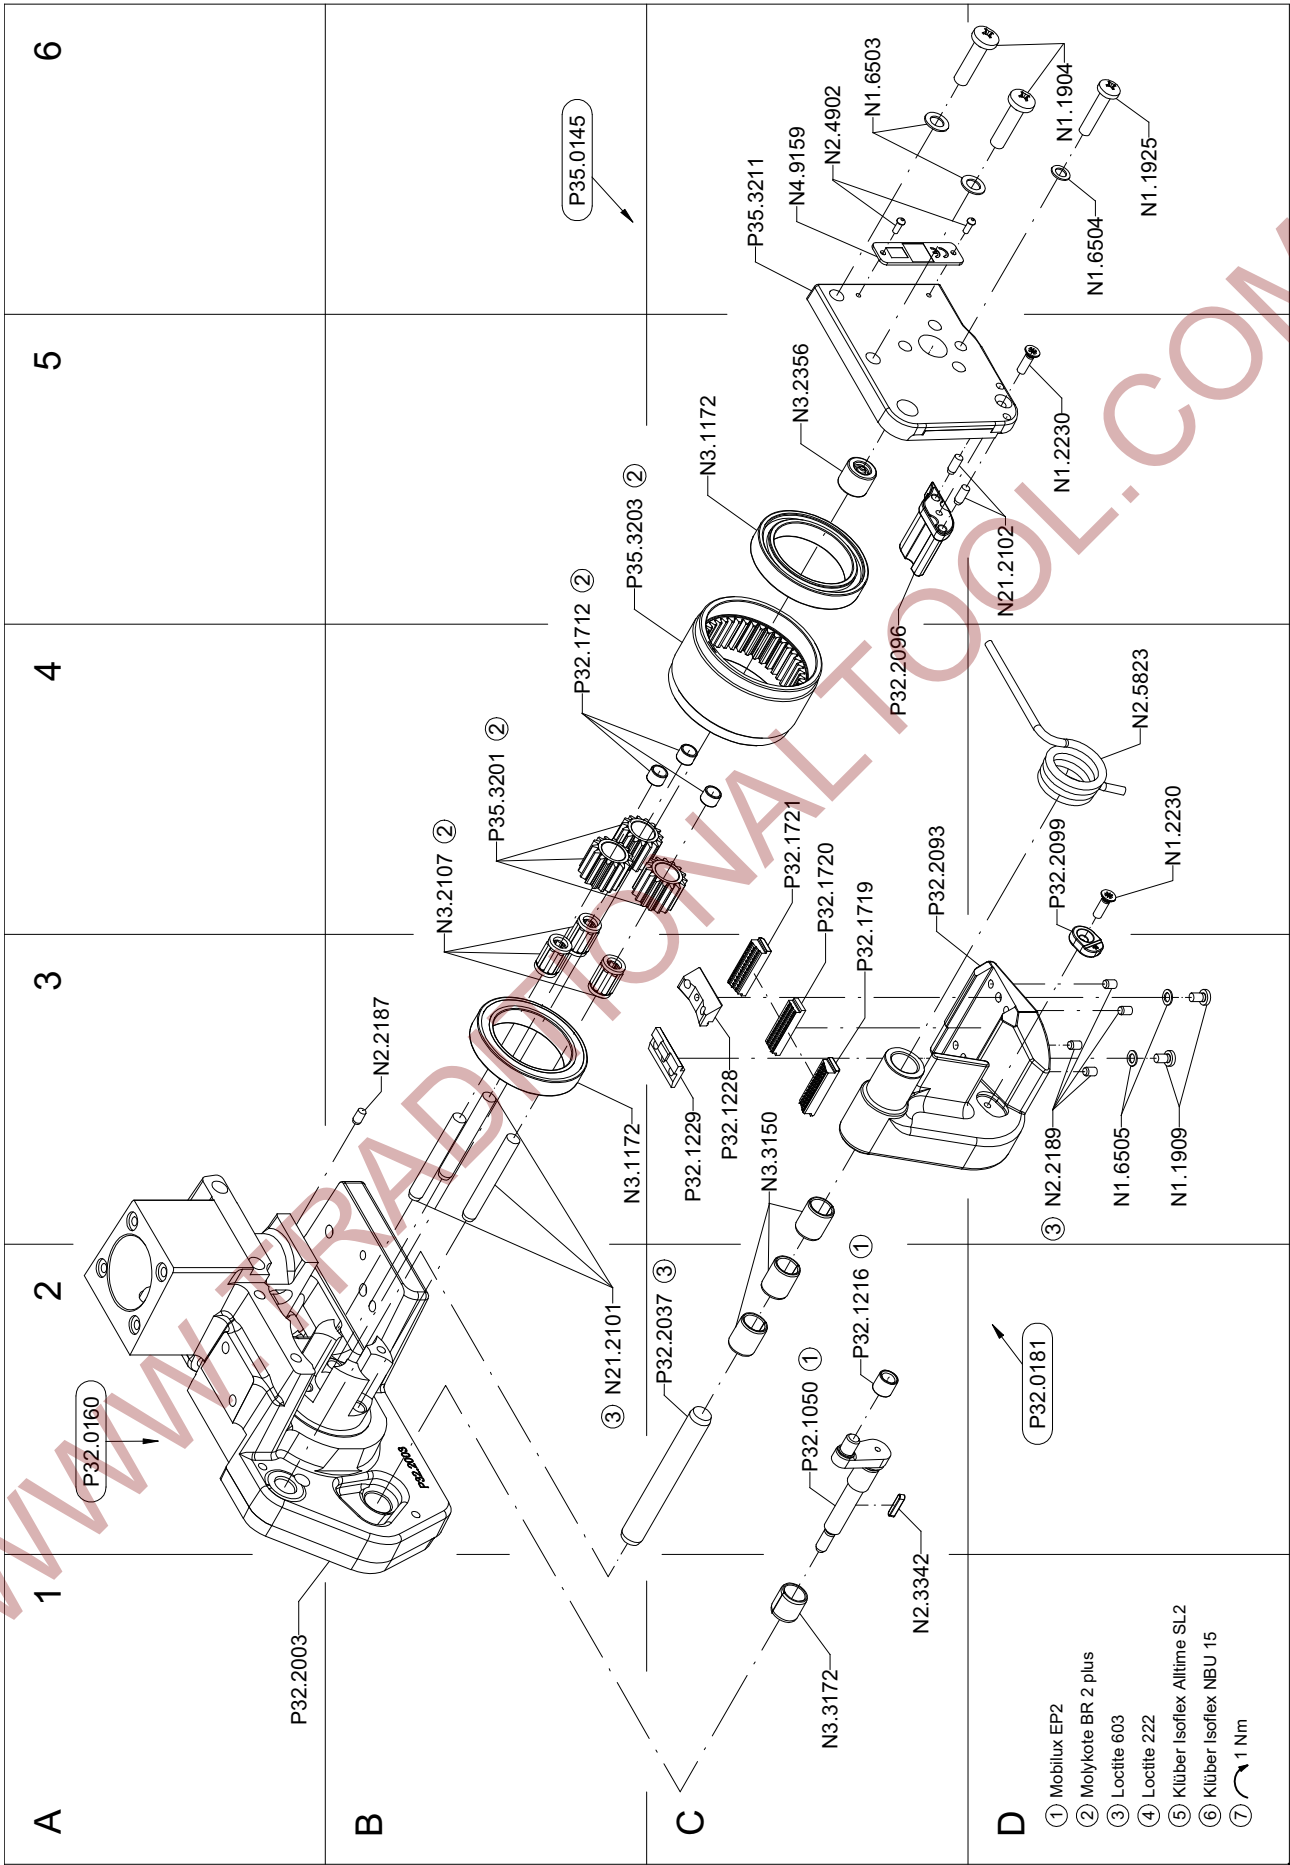 A
B
C
D
1
2
3
4
5
6
P32.0160
P32.2003
P32.2003
N2.2187
③ N21.2101
N3.1172
N3.2107 ②
P35.3201 ②
P32.1712 ②
P35.3203 ②
N3.1172
N3.2356
P35.0145
P35.3211
N4.9159
N2.4902
N1.6503
N1.1904
N1.1925
N1.6504
N1.2230
N21.2102
P32.2096
P32.1229
P32.1228
P32.1721
P32.1720
P32.1719
P32.2093
P32.2099
N1.2230
N2.5823
P32.2037 ③
N3.3150
P32.1050 ①
P32.1216 ①
N2.3342
N3.3172
③ N2.2189
N1.6505
N1.1909
P32.0181
① Mobilux EP2
② Molykote BR 2 plus
③ Loctite 603
④ Loctite 222
⑤ Klüber Isoflex Alltime SL2
⑥ Klüber Isoflex NBU 15
⑦ 1 Nm
WWW.TRADITIONALTOOL.COM